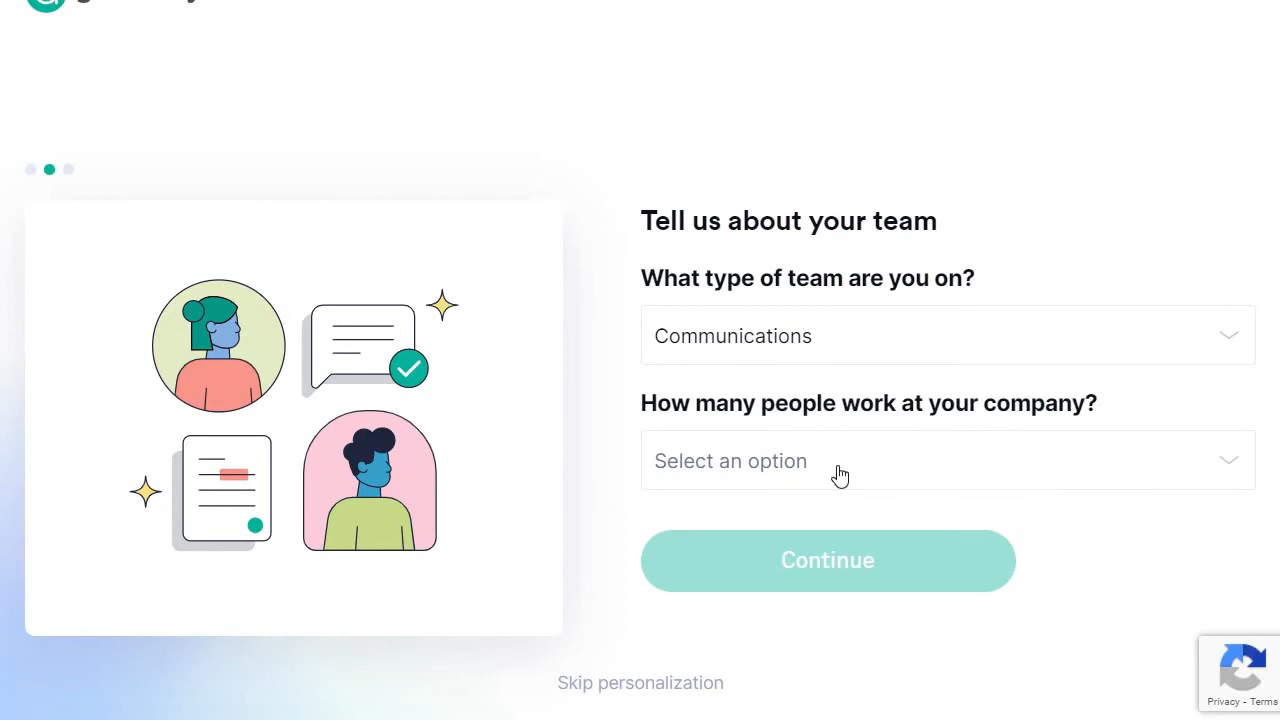 Tell us about your team
What type of team are you on?
Communications
How many people work at your company?
Select an option
Continue
Skip personalization
Privacy - Terms